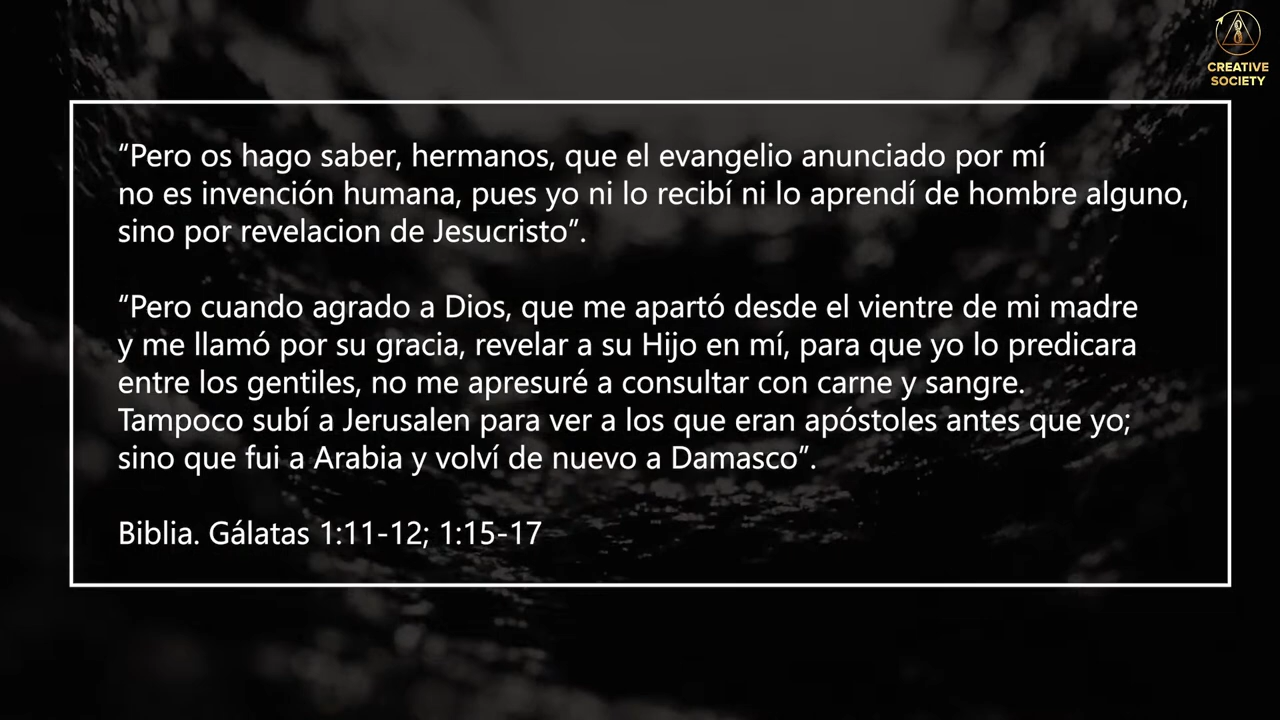 CREATIVE
SOCIETY
“Pero os hago saber, hermanos, que el evangelio anunciado por mí
no es invención humana, pues yo ni lo recibí ni lo aprendí de hombre alguno,
sino por revelacion de Jesucristo”.
“Pero cuando agrado a Dios, que me apartó desde el vientre de mi madre
y me llamó por su gracia, revelar a su Hijo en mí, para que yo lo predicara
entre los gentiles, no me apresuré a consultar con carne y sangre.
Tampoco subí a Jerusalen para ver a los que eran apóstoles antes que yo;
sino que fui a Arabia y volví de nuevo a Damasco”.
Biblia. Gálatas 1:11-12; 1:15-17